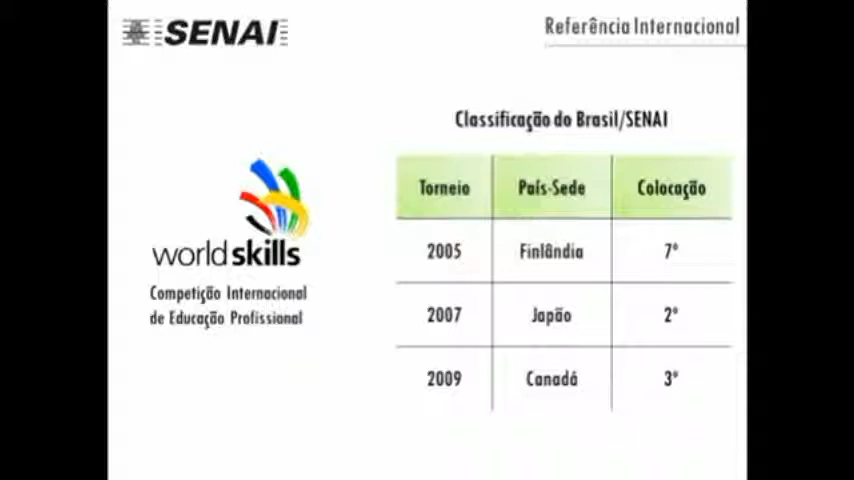 SENAI
Referência Internacional
Classificação do Brasil/SENAI
Torneio País-Sede Colocação
2005 Finlândia 7º
2007 Japão 2º
2009 Canadá 3º
worldskills
Competição Internacional
de Educação Profissional